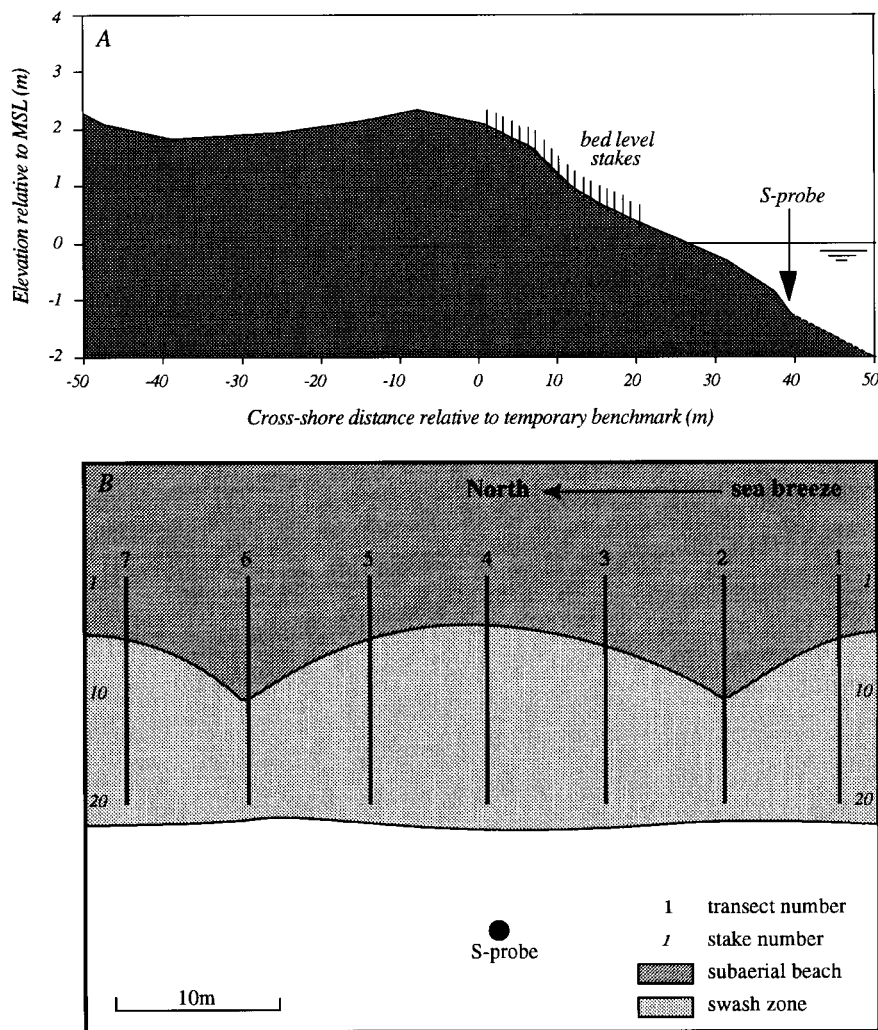 A
Elevation relative to MSL (m)
4
3
2
1
0
-1
-2
bed level
stakes
S-probe
-50 -40 -30 -20 -10 0 10 20 30 40 50
Cross-shore distance relative to temporary benchmark (m)
B
North sea breeze
7 6 5 4 3 2 1
1 1
10 10
20 20
S-probe
10m
1 transect number
1 stake number
subaerial beach
swash zone